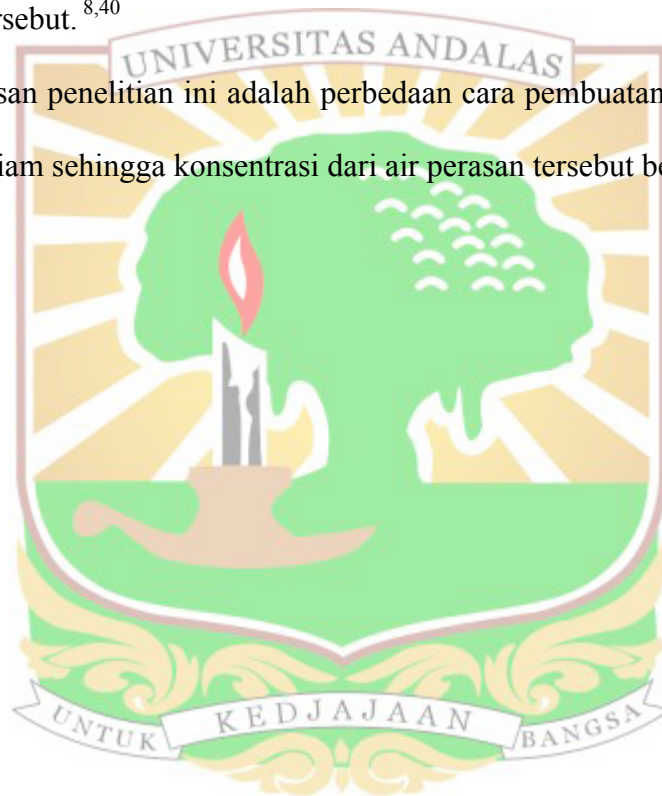 rsebut. 8,40
UNIVERSITAS ANDALAS
san penelitian ini adalah perbedaan cara pembuatan
iam sehingga konsentrasi dari air perasan tersebut be
UNTUK KEDJAJAAN BANGSA